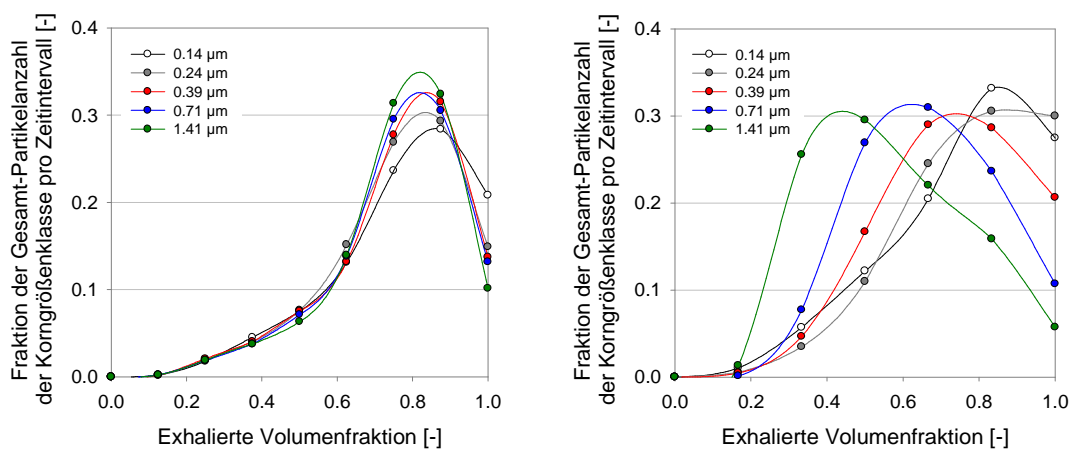 Fraktion der Gesamt-Partikelanzahl
der Korngrößenklasse pro Zeitintervall [-]
0.4
0.3
0.2
0.1
0.0
0.14 µm
0.24 µm
0.39 µm
0.71 µm
1.41 µm
0.0 0.2 0.4 0.6 0.8 1.0
Exhalierte Volumenfraktion [-]
Fraktion der Gesamt-Partikelanzahl
der Korngrößenklasse pro Zeitintervall [-]
0.4
0.3
0.2
0.1
0.0
0.14 µm
0.24 µm
0.39 µm
0.71 µm
1.41 µm
0.0 0.2 0.4 0.6 0.8 1.0
Exhalierte Volumenfraktion [-]